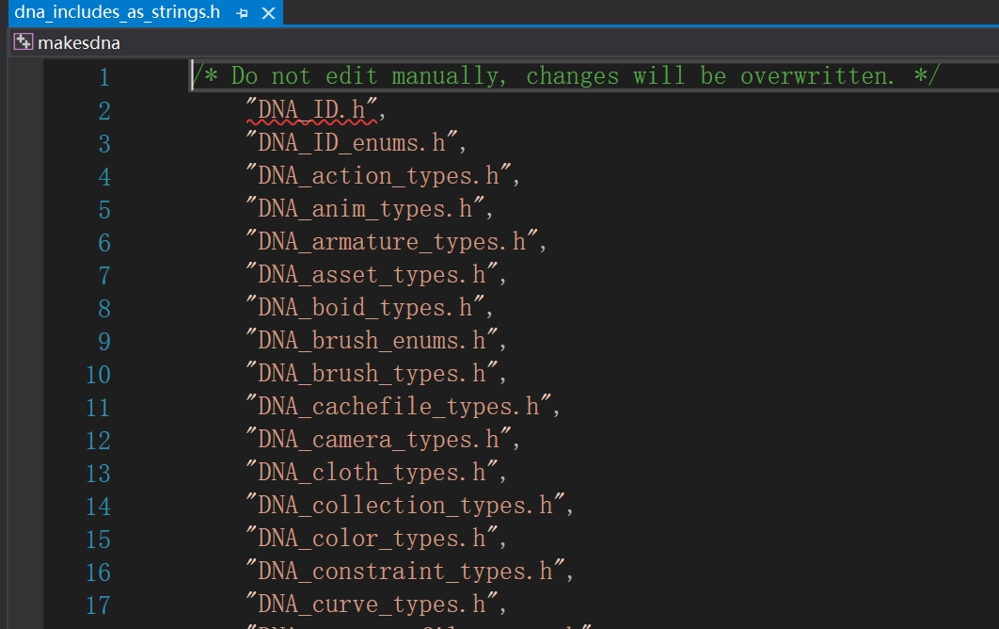 dna_includes_as_strings.h
makesdna
1 /* Do not edit manually, changes will be overwritten. */
2 "DNA_ID.h",
3 "DNA_ID_enums.h",
4 "DNA_action_types.h",
5 "DNA_anim_types.h",
6 "DNA_armature_types.h",
7 "DNA_asset_types.h",
8 "DNA_boid_types.h",
9 "DNA_brush_enums.h",
10 "DNA_brush_types.h",
11 "DNA_cachefile_types.h",
12 "DNA_camera_types.h",
13 "DNA_cloth_types.h",
14 "DNA_collection_types.h",
15 "DNA_color_types.h",
16 "DNA_constraint_types.h",
17 "DNA_curve_types.h",